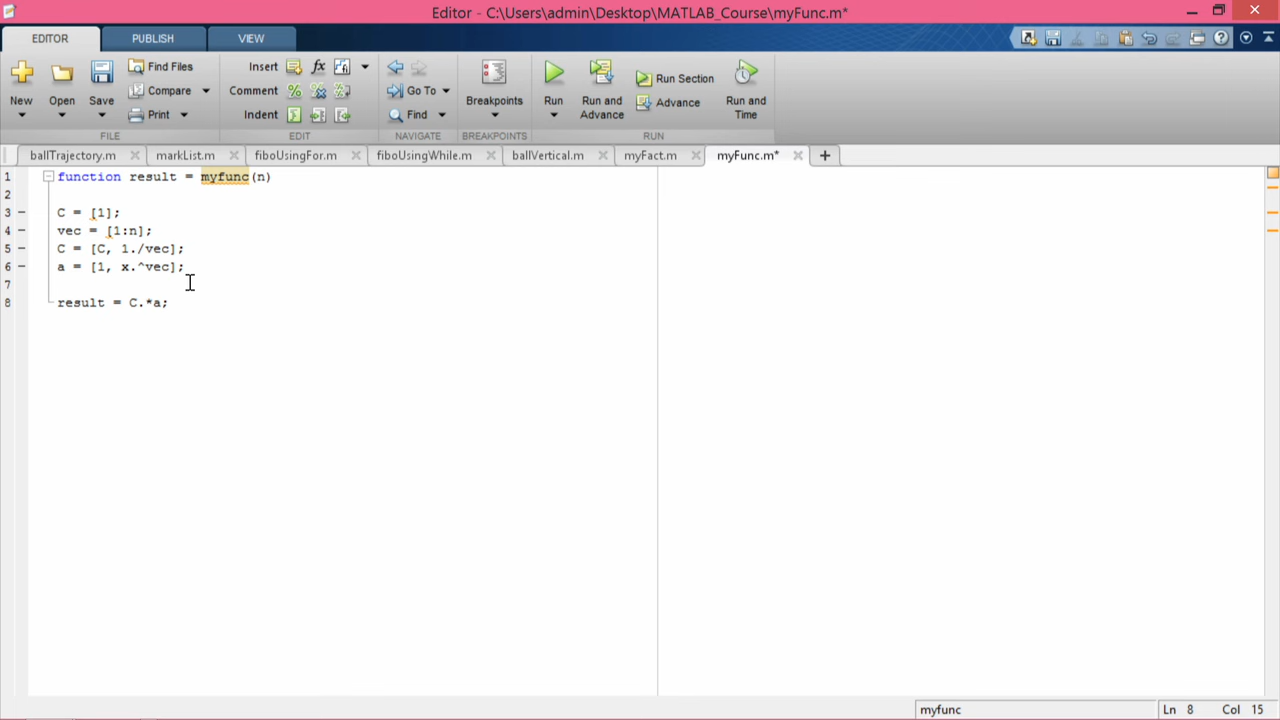 Editor - C:\Users\admin\Desktop\MATLAB_Course\myFunc.m*
EDITOR PUBLISH VIEW
New Open Save Find Files Compare Print
FILE
Insert fx
Comment
Indent
EDIT
Go To
Find
NAVIGATE
Breakpoints
BREAKPOINTS
Run Run and Advance Run Section Advance Run and Time
RUN
ballTrajectory.m markList.m fiboUsingFor.m fiboUsingWhile.m ballVertical.m myFact.m myFunc.m*
1 function result = myfunc(n)
2
3 C = [1];
4 vec = [1:n];
5 C = [C, 1./vec];
6 a = [1, x.^vec];
7
8 result = C.*a;
myfunc Ln 8 Col 15